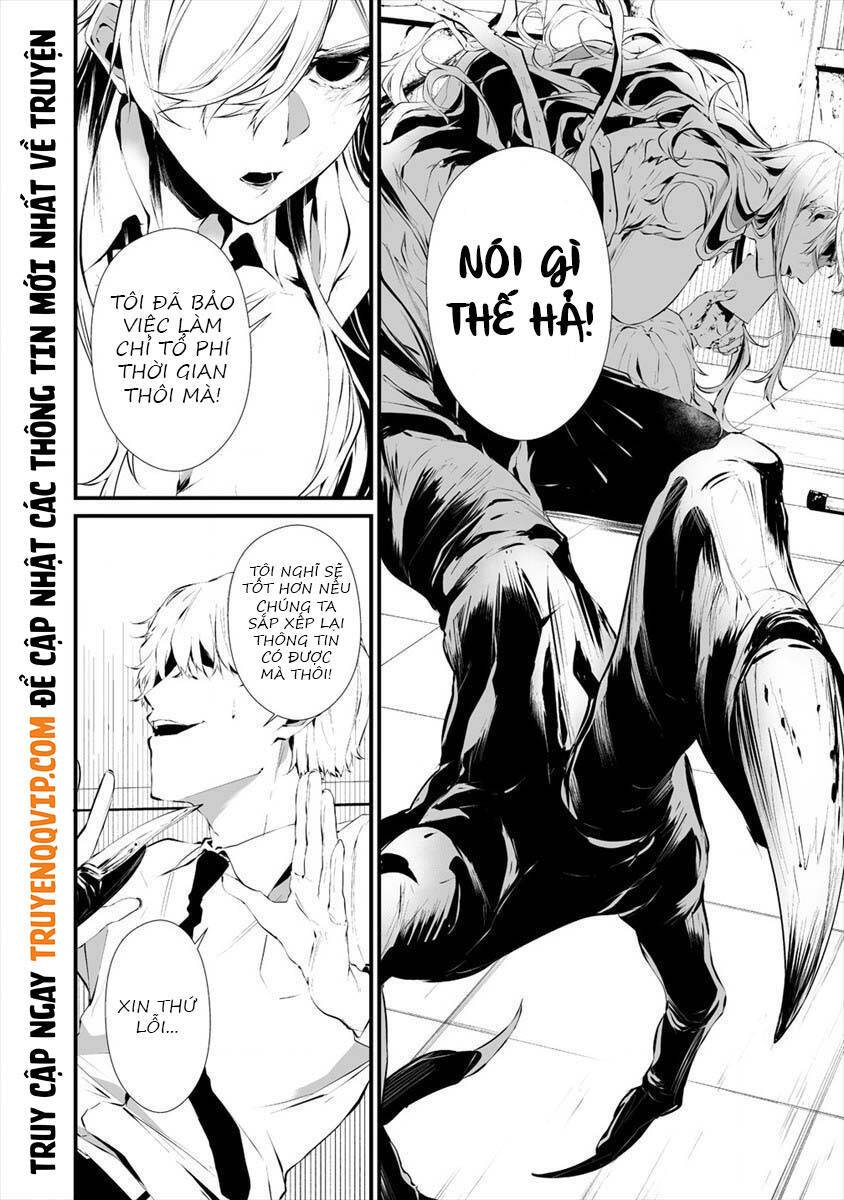 TRUY CẬP NGAY TRUYENQQVIP.COM ĐỂ CẬP NHẬT CÁC THÔNG TIN MỚI NHẤT VỀ TRUYỆN
NÓI GÌ
THẾ HẢ!
TÔI ĐÃ BẢO
VIỆC LÀM
CHỈ TỔ PHÍ
THỜI GIAN
THÔI MÀ!
TÔI NGHĨ SẼ
TỐT HƠN NẾU
CHÚNG TA
SẮP XẾP LẠI
THÔNG TIN
CÓ ĐƯỢC
MÀ THÔI!
XIN THỨ
LỖI...